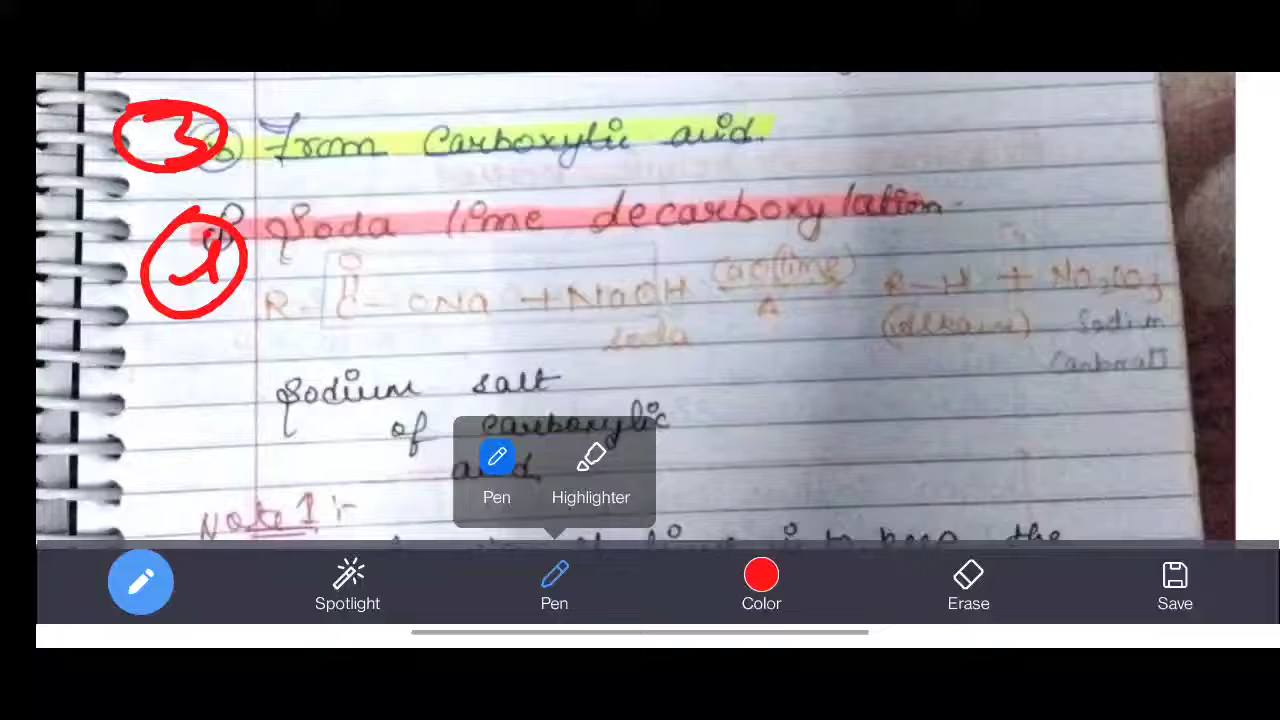 3 From Carboxylic acid.
1 Soda lime decarboxylation.
O
R - C - ONa + NaOH CaO(lime) R-H + Na2CO3
soda Δ (alkane) Sodium
Carbonate
Sodium salt
of carboxylic
acid
Pen Highlighter
Note 1 :-
the
Spotlight Pen Color Erase Save